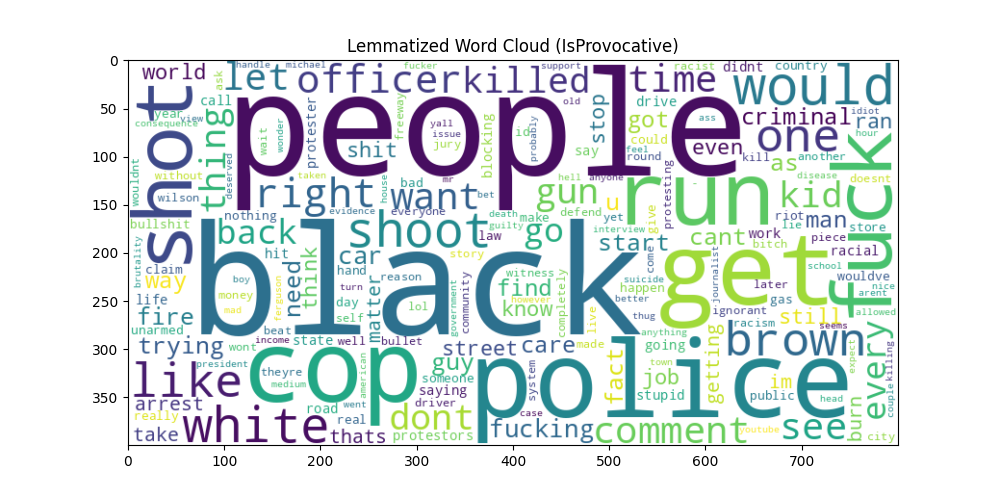 Lemmatized Word Cloud (IsProvocative)
0
50
100
150
200
250
300
350
0 100 200 300 400 500 600 700
handle michael fucker support racist didnt country
world ask let officer killed time would
year call shot people freeway old drive ass criminal idiot
consequence view protester yall issue stop got ran
thing wait wonder shit jury blocking id probably say could even one hour
feel round kill as another
without deserved taken house mr hell anyone protesting disease doesnt
wouldnt wilson right bad want bet gun u run kid fuck
nothing evidence everyone death make defend yet give riot man store
bullshit back shoot law guilty go interview start cant work lie piece
brutality hit car story bitch racial
claim think witness suicide come get journalist later wouldve
way boy need hand reason find happen school nice
life money black turn matter lol government community know however completely better gas arent
fire mad ferguson day thug ignorant still allowed
unarmed self live anything racism seems
beat state well bullet
trying wont income street care made going brown
president theyre cop guy fact town getting expect
like medium american someone system job im every couple killing
arrest saying police stupid public head
really road went driver case
take white real dont fucking comment youtube see burn
thats protestors city